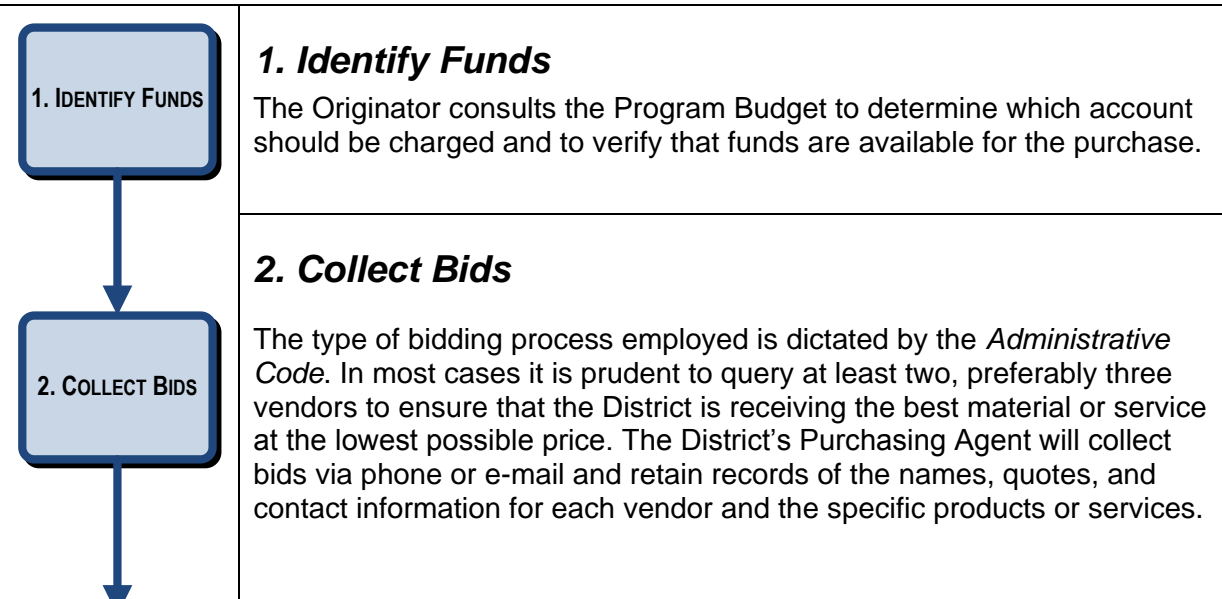 1. IDENTIFY FUNDS
1. Identify Funds
The Originator consults the Program Budget to determine which account
should be charged and to verify that funds are available for the purchase.
2. COLLECT BIDS
2. Collect Bids
The type of bidding process employed is dictated by the Administrative
Code. In most cases it is prudent to query at least two, preferably three
vendors to ensure that the District is receiving the best material or service
at the lowest possible price. The District’s Purchasing Agent will collect
bids via phone or e-mail and retain records of the names, quotes, and
contact information for each vendor and the specific products or services.